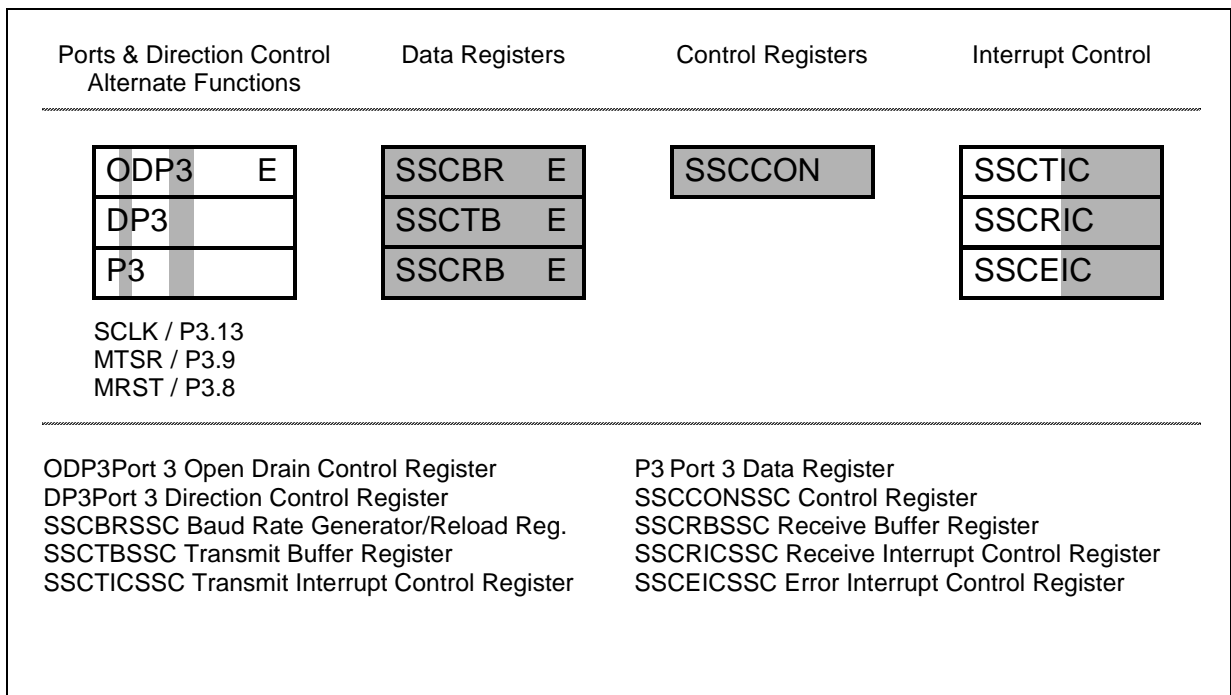 Ports & Direction Control
Alternate Functions
Data Registers
Control Registers
Interrupt Control
ODP3 E
DP3
P3
SSCBR E
SSCTB E
SSCRB E
SSCCON
SSCTIC
SSCRIC
SSCEIC
SCLK / P3.13
MTSR / P3.9
MRST / P3.8
ODP3Port 3 Open Drain Control Register
DP3Port 3 Direction Control Register
SSCBRSSC Baud Rate Generator/Reload Reg.
SSCTBSSC Transmit Buffer Register
SSCTICSSC Transmit Interrupt Control Register
P3 Port 3 Data Register
SSCCONSSC Control Register
SSCRBSSC Receive Buffer Register
SSCRICSSC Receive Interrupt Control Register
SSCEICSSC Error Interrupt Control Register